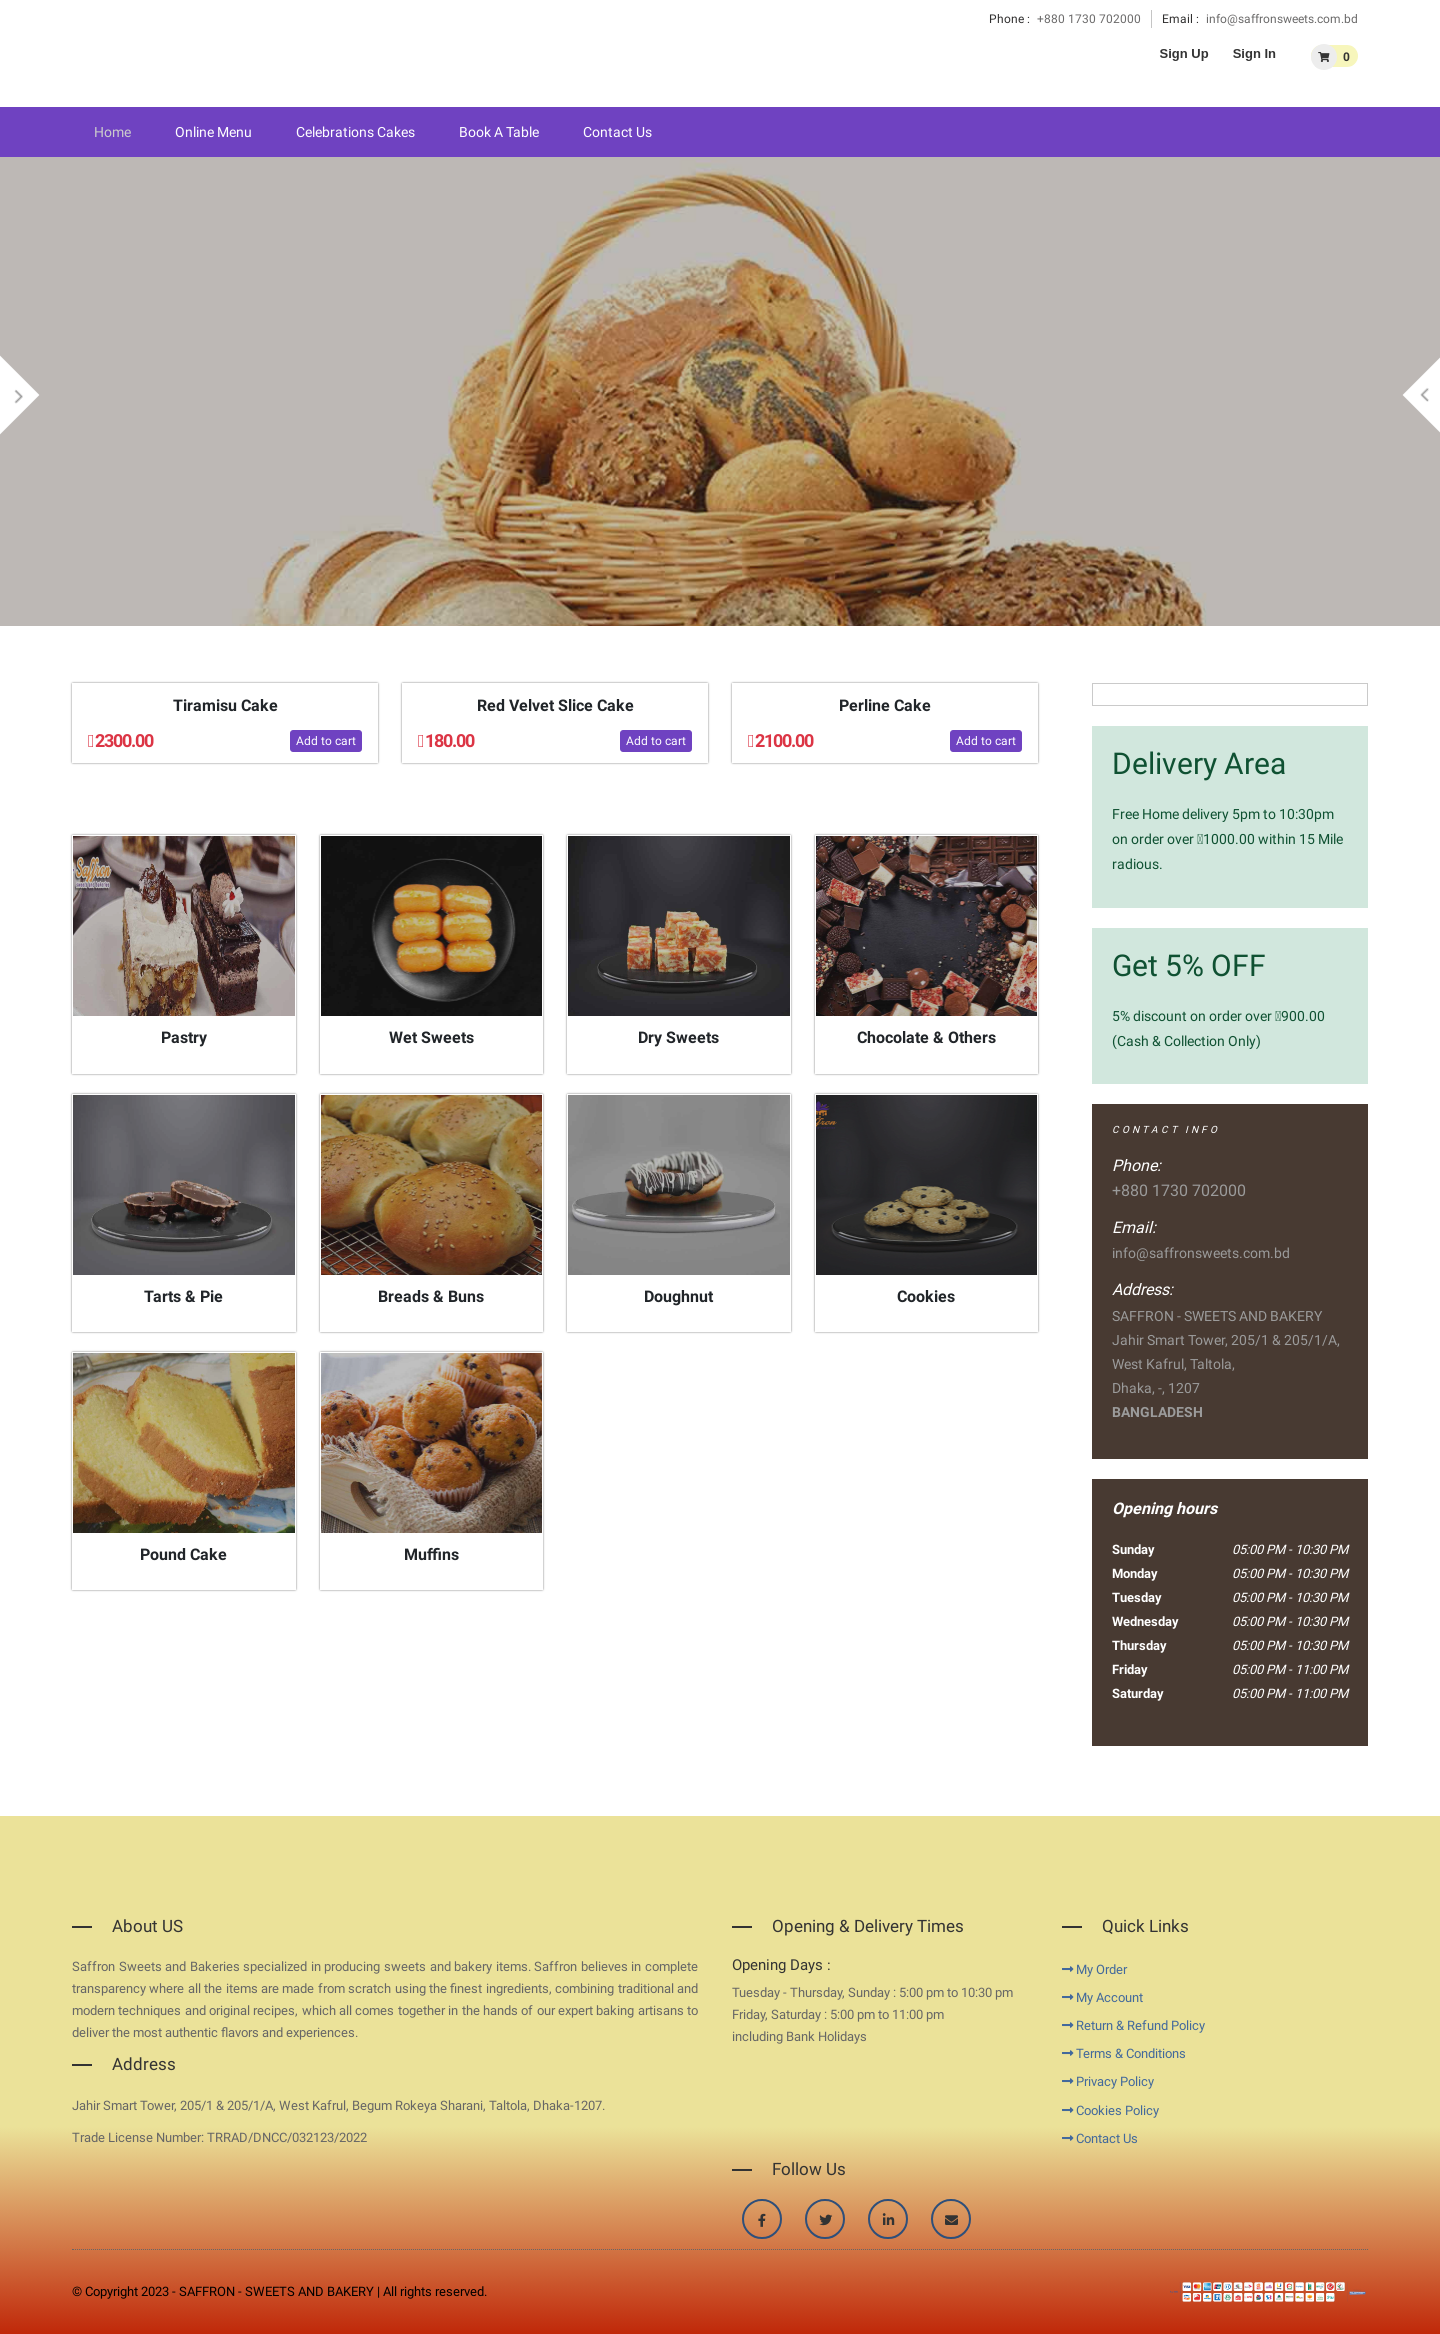 Phone : +880 1730 702000 Email : info@saffronsweets.com.bd
Sign Up Sign In 0
Home Online Menu Celebrations Cakes Book A Table Contact Us
Tiramisu Cake
2300.00 Add to cart
Red Velvet Slice Cake
180.00 Add to cart
Perline Cake
2100.00 Add to cart
Saffron
Pastry
Wet Sweets
Dry Sweets
Chocolate & Others
Tarts & Pie
Breads & Buns
Doughnut
Cookies
Pound Cake
Muffins
Delivery Area
Free Home delivery 5pm to 10:30pm
on order over 1000.00 within 15 Mile
radious.
Get 5% OFF
5% discount on order over 900.00
(Cash & Collection Only)
CONTACT INFO
Phone:
+880 1730 702000
Email:
info@saffronsweets.com.bd
Address:
SAFFRON - SWEETS AND BAKERY
Jahir Smart Tower, 205/1 & 205/1/A,
West Kafrul, Taltola,
Dhaka, -, 1207
BANGLADESH
Opening hours
Sunday 05:00 PM - 10:30 PM
Monday 05:00 PM - 10:30 PM
Tuesday 05:00 PM - 10:30 PM
Wednesday 05:00 PM - 10:30 PM
Thursday 05:00 PM - 10:30 PM
Friday 05:00 PM - 11:00 PM
Saturday 05:00 PM - 11:00 PM
About US
Saffron Sweets and Bakeries specialized in producing sweets and bakery items. Saffron believes in complete
transparency where all the items are made from scratch using the finest ingredients, combining traditional and
modern techniques and original recipes, which all comes together in the hands of our expert baking artisans to
deliver the most authentic flavors and experiences.
Address
Jahir Smart Tower, 205/1 & 205/1/A, West Kafrul, Begum Rokeya Sharani, Taltola, Dhaka-1207.
Trade License Number: TRRAD/DNCC/032123/2022
Opening & Delivery Times
Opening Days :
Tuesday - Thursday, Sunday : 5:00 pm to 10:30 pm
Friday, Saturday : 5:00 pm to 11:00 pm
including Bank Holidays
Follow Us
Quick Links
My Order
My Account
Return & Refund Policy
Terms & Conditions
Privacy Policy
Cookies Policy
Contact Us
© Copyright 2023 - SAFFRON - SWEETS AND BAKERY | All rights reserved.